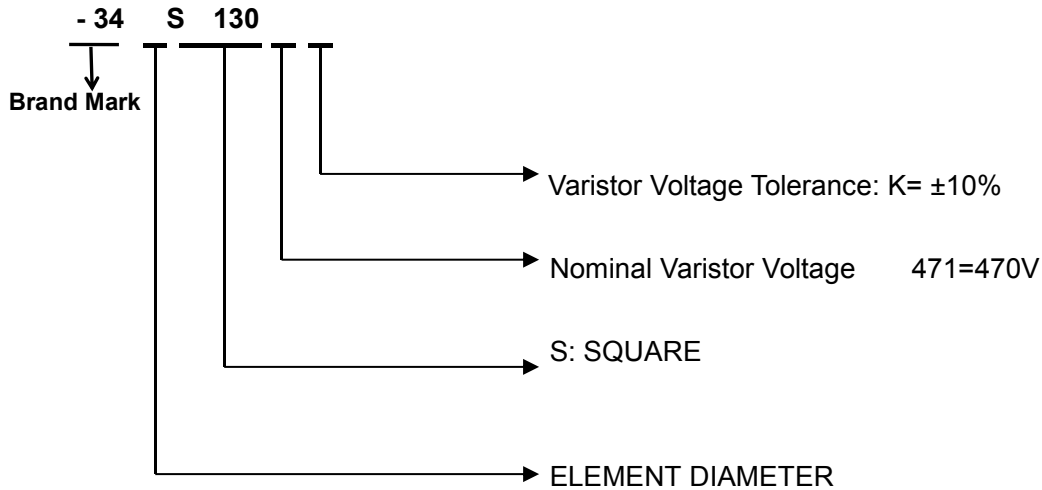 - 34 S 130
Brand Mark
Varistor Voltage Tolerance: K= ±10%
Nominal Varistor Voltage 471=470V
S: SQUARE
ELEMENT DIAMETER